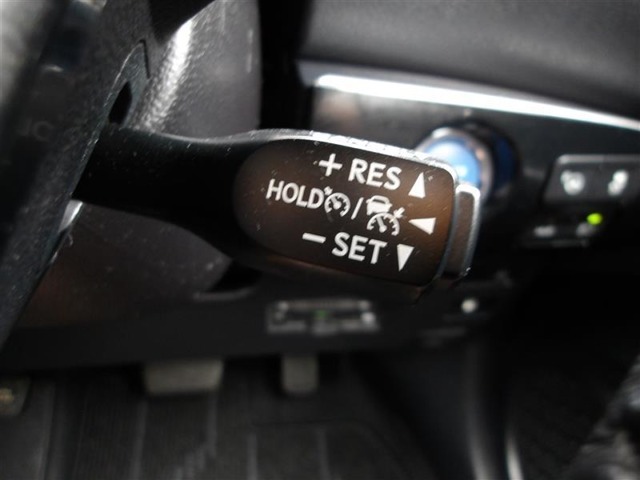 + RES ▲
HOLD / ◀
− SET ▼